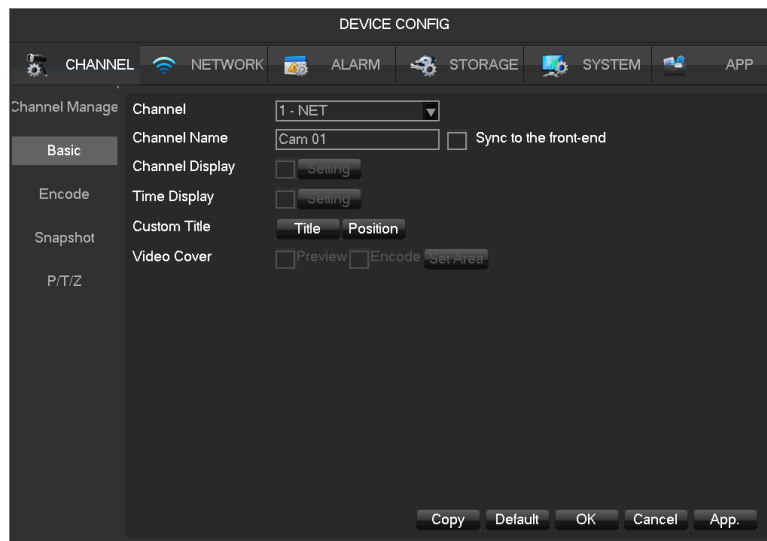 DEVICE CONFIG
CHANNEL NETWORK ALARM STORAGE SYSTEM APP
Channel Manage
Basic
Encode
Snapshot
P/T/Z
Channel 1 - NET
Channel Name Cam 01 Sync to the front-end
Channel Display Setting
Time Display Setting
Custom Title Title Position
Video Cover Preview Encode Set Area
Copy Default OK Cancel App.